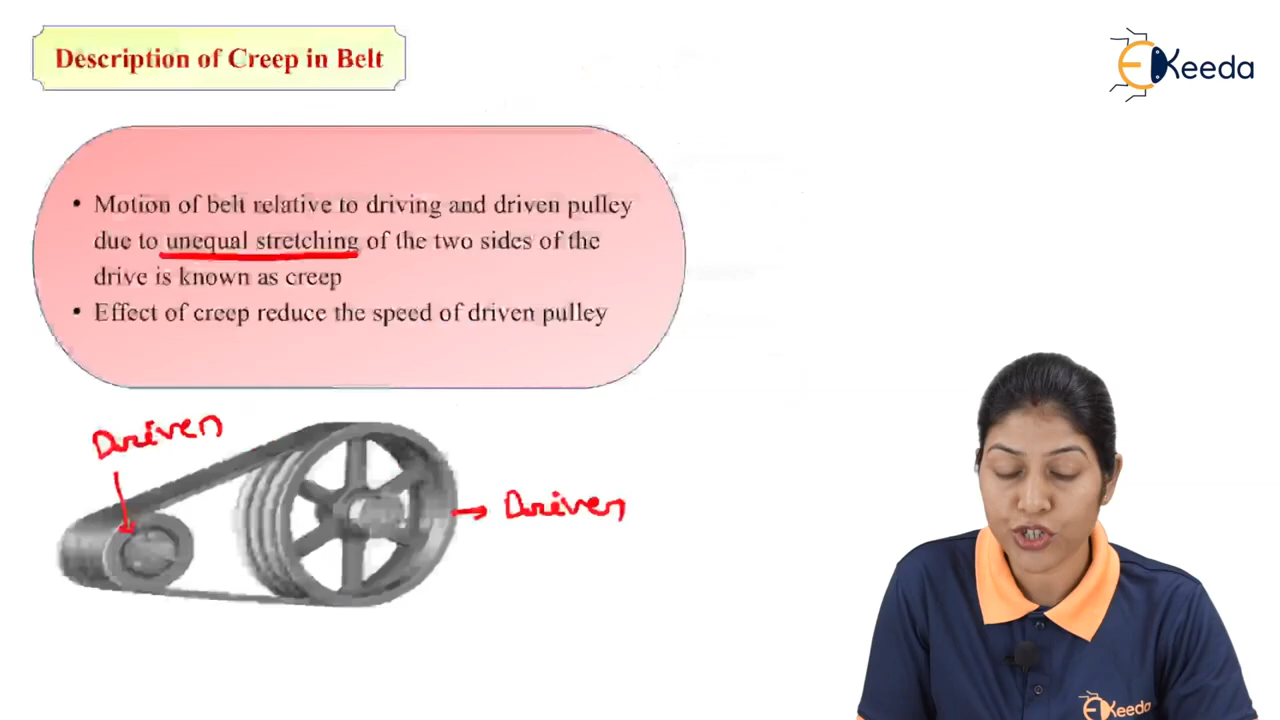 Description of Creep in Belt
EKeeda
• Motion of belt relative to driving and driven pulley
due to unequal stretching of the two sides of the
drive is known as creep
• Effect of creep reduce the speed of driven pulley
Driven
Driven
EKeeda